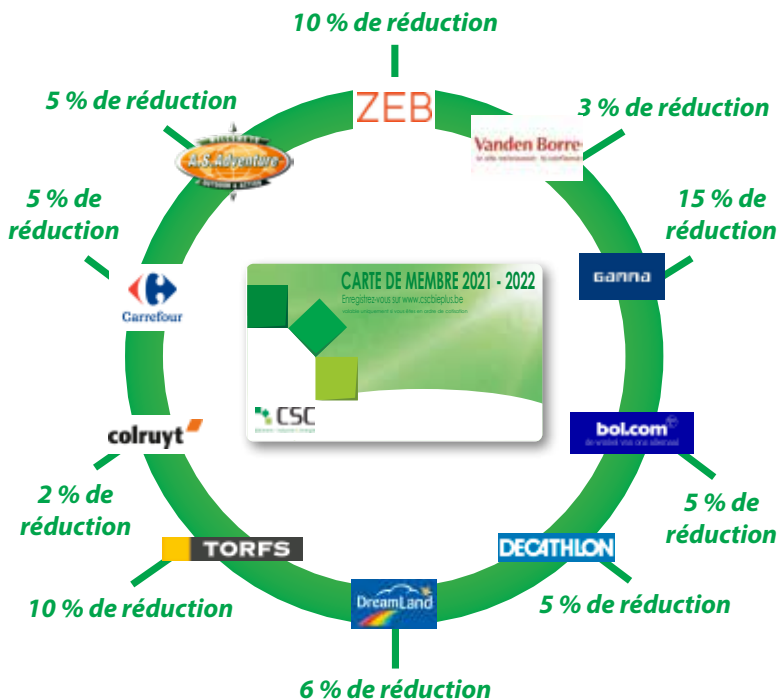 10 % de réduction
5 % de réduction
ZEB
3 % de réduction
A.S.Adventure
Vanden Borre
5 % de
réduction
15 % de
réduction
Ganna
Carrefour
CARTE DE MEMBRE 2021 - 2022
Enregistrez-vous sur www.cscbieplus.be
colruyt
CSC
bol.com
2 % de
réduction
5 % de
réduction
TORFS
DECATHLON
10 % de réduction
DreamLand
5 % de réduction
6 % de réduction